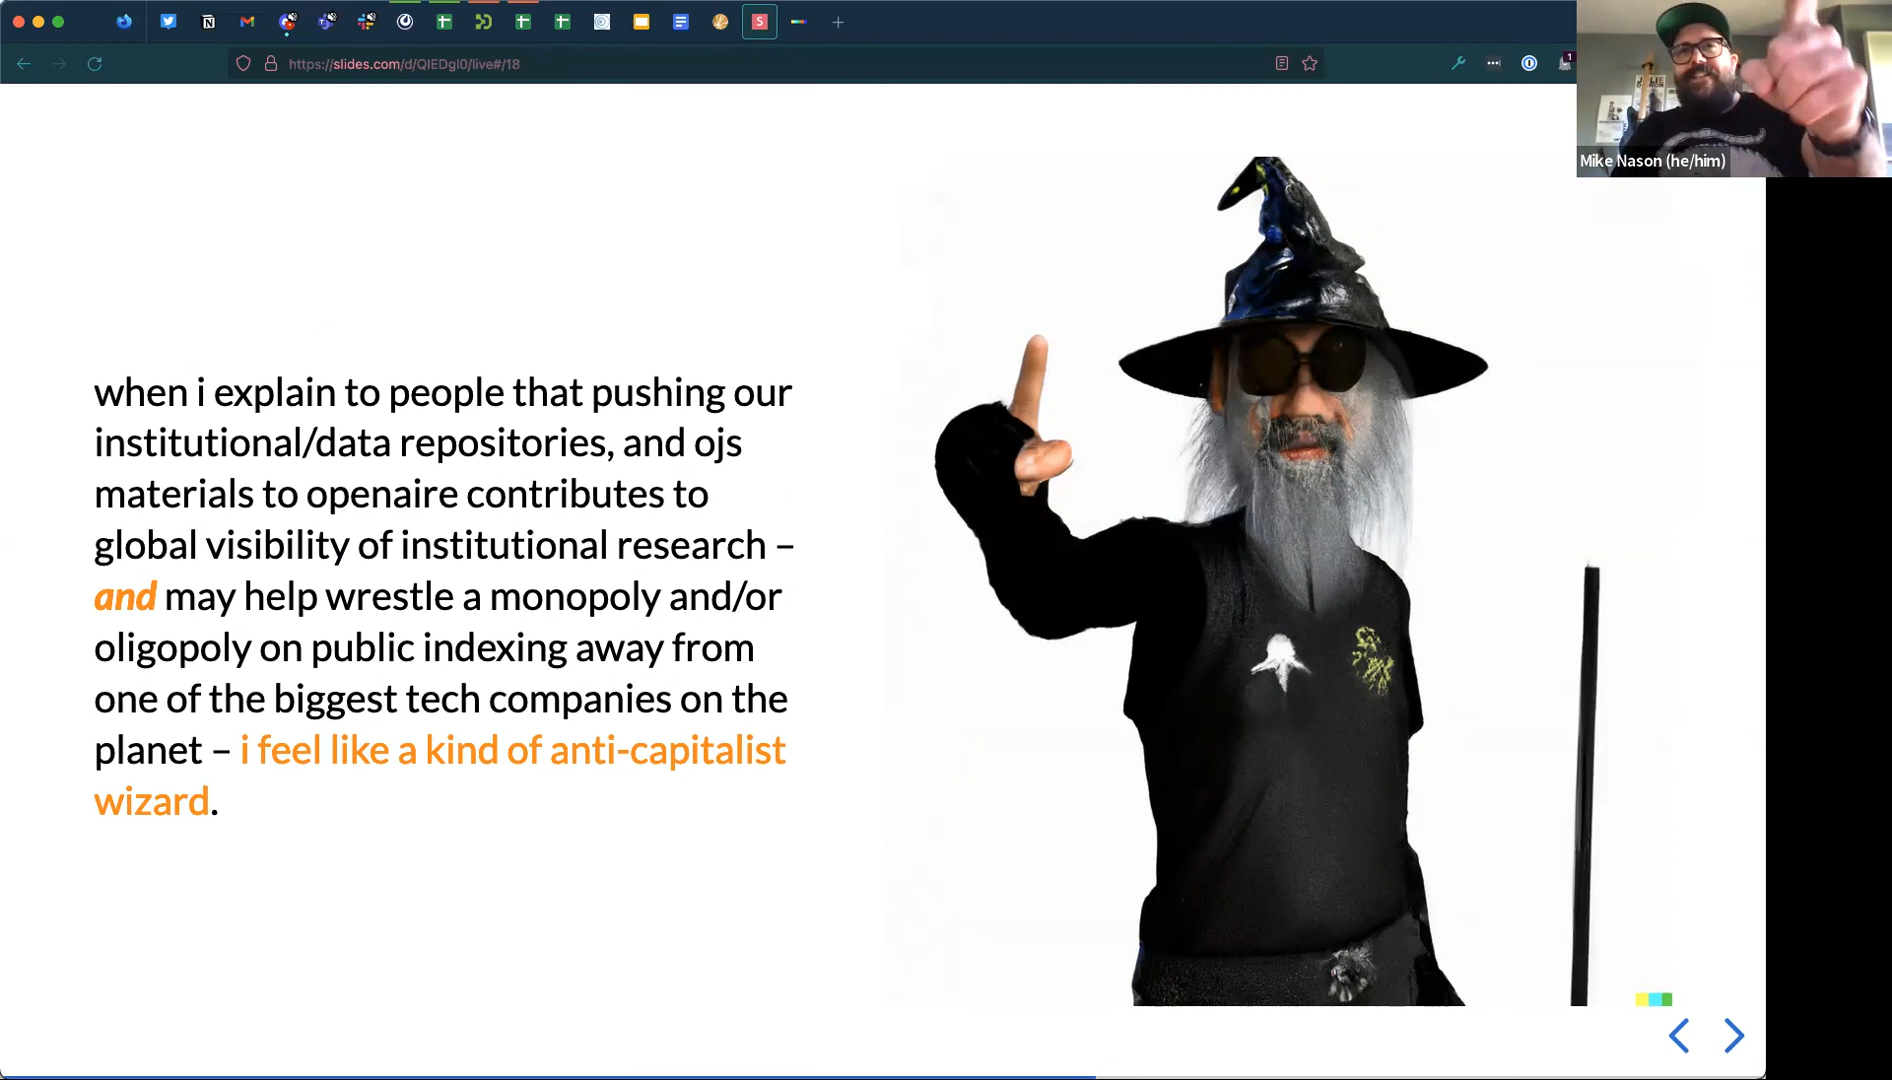 https://slides.com/d/QIEDgI0/live#/18
S
1
Mike Nason (he/him)
when i explain to people that pushing our
institutional/data repositories, and ojs
materials to openaire contributes to
global visibility of institutional research –
and may help wrestle a monopoly and/or
oligopoly on public indexing away from
one of the biggest tech companies on the
planet – i feel like a kind of anti-capitalist
wizard.